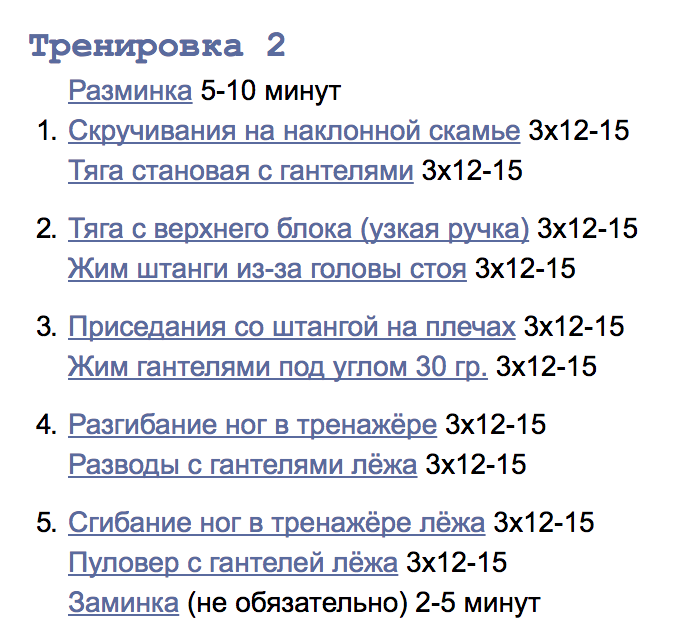 Тренировка 2
Разминка 5-10 минут
1. Скручивания на наклонной скамье 3x12-15
Тяга становая с гантелями 3x12-15
2. Тяга с верхнего блока (узкая ручка) 3x12-15
Жим штанги из-за головы стоя 3x12-15
3. Приседания со штангой на плечах 3x12-15
Жим гантелями под углом 30 гр. 3x12-15
4. Разгибание ног в тренажёре 3x12-15
Разводы с гантелями лёжа 3x12-15
5. Сгибание ног в тренажёре лёжа 3x12-15
Пуловер с гантелей лёжа 3x12-15
Заминка (не обязательно) 2-5 минут